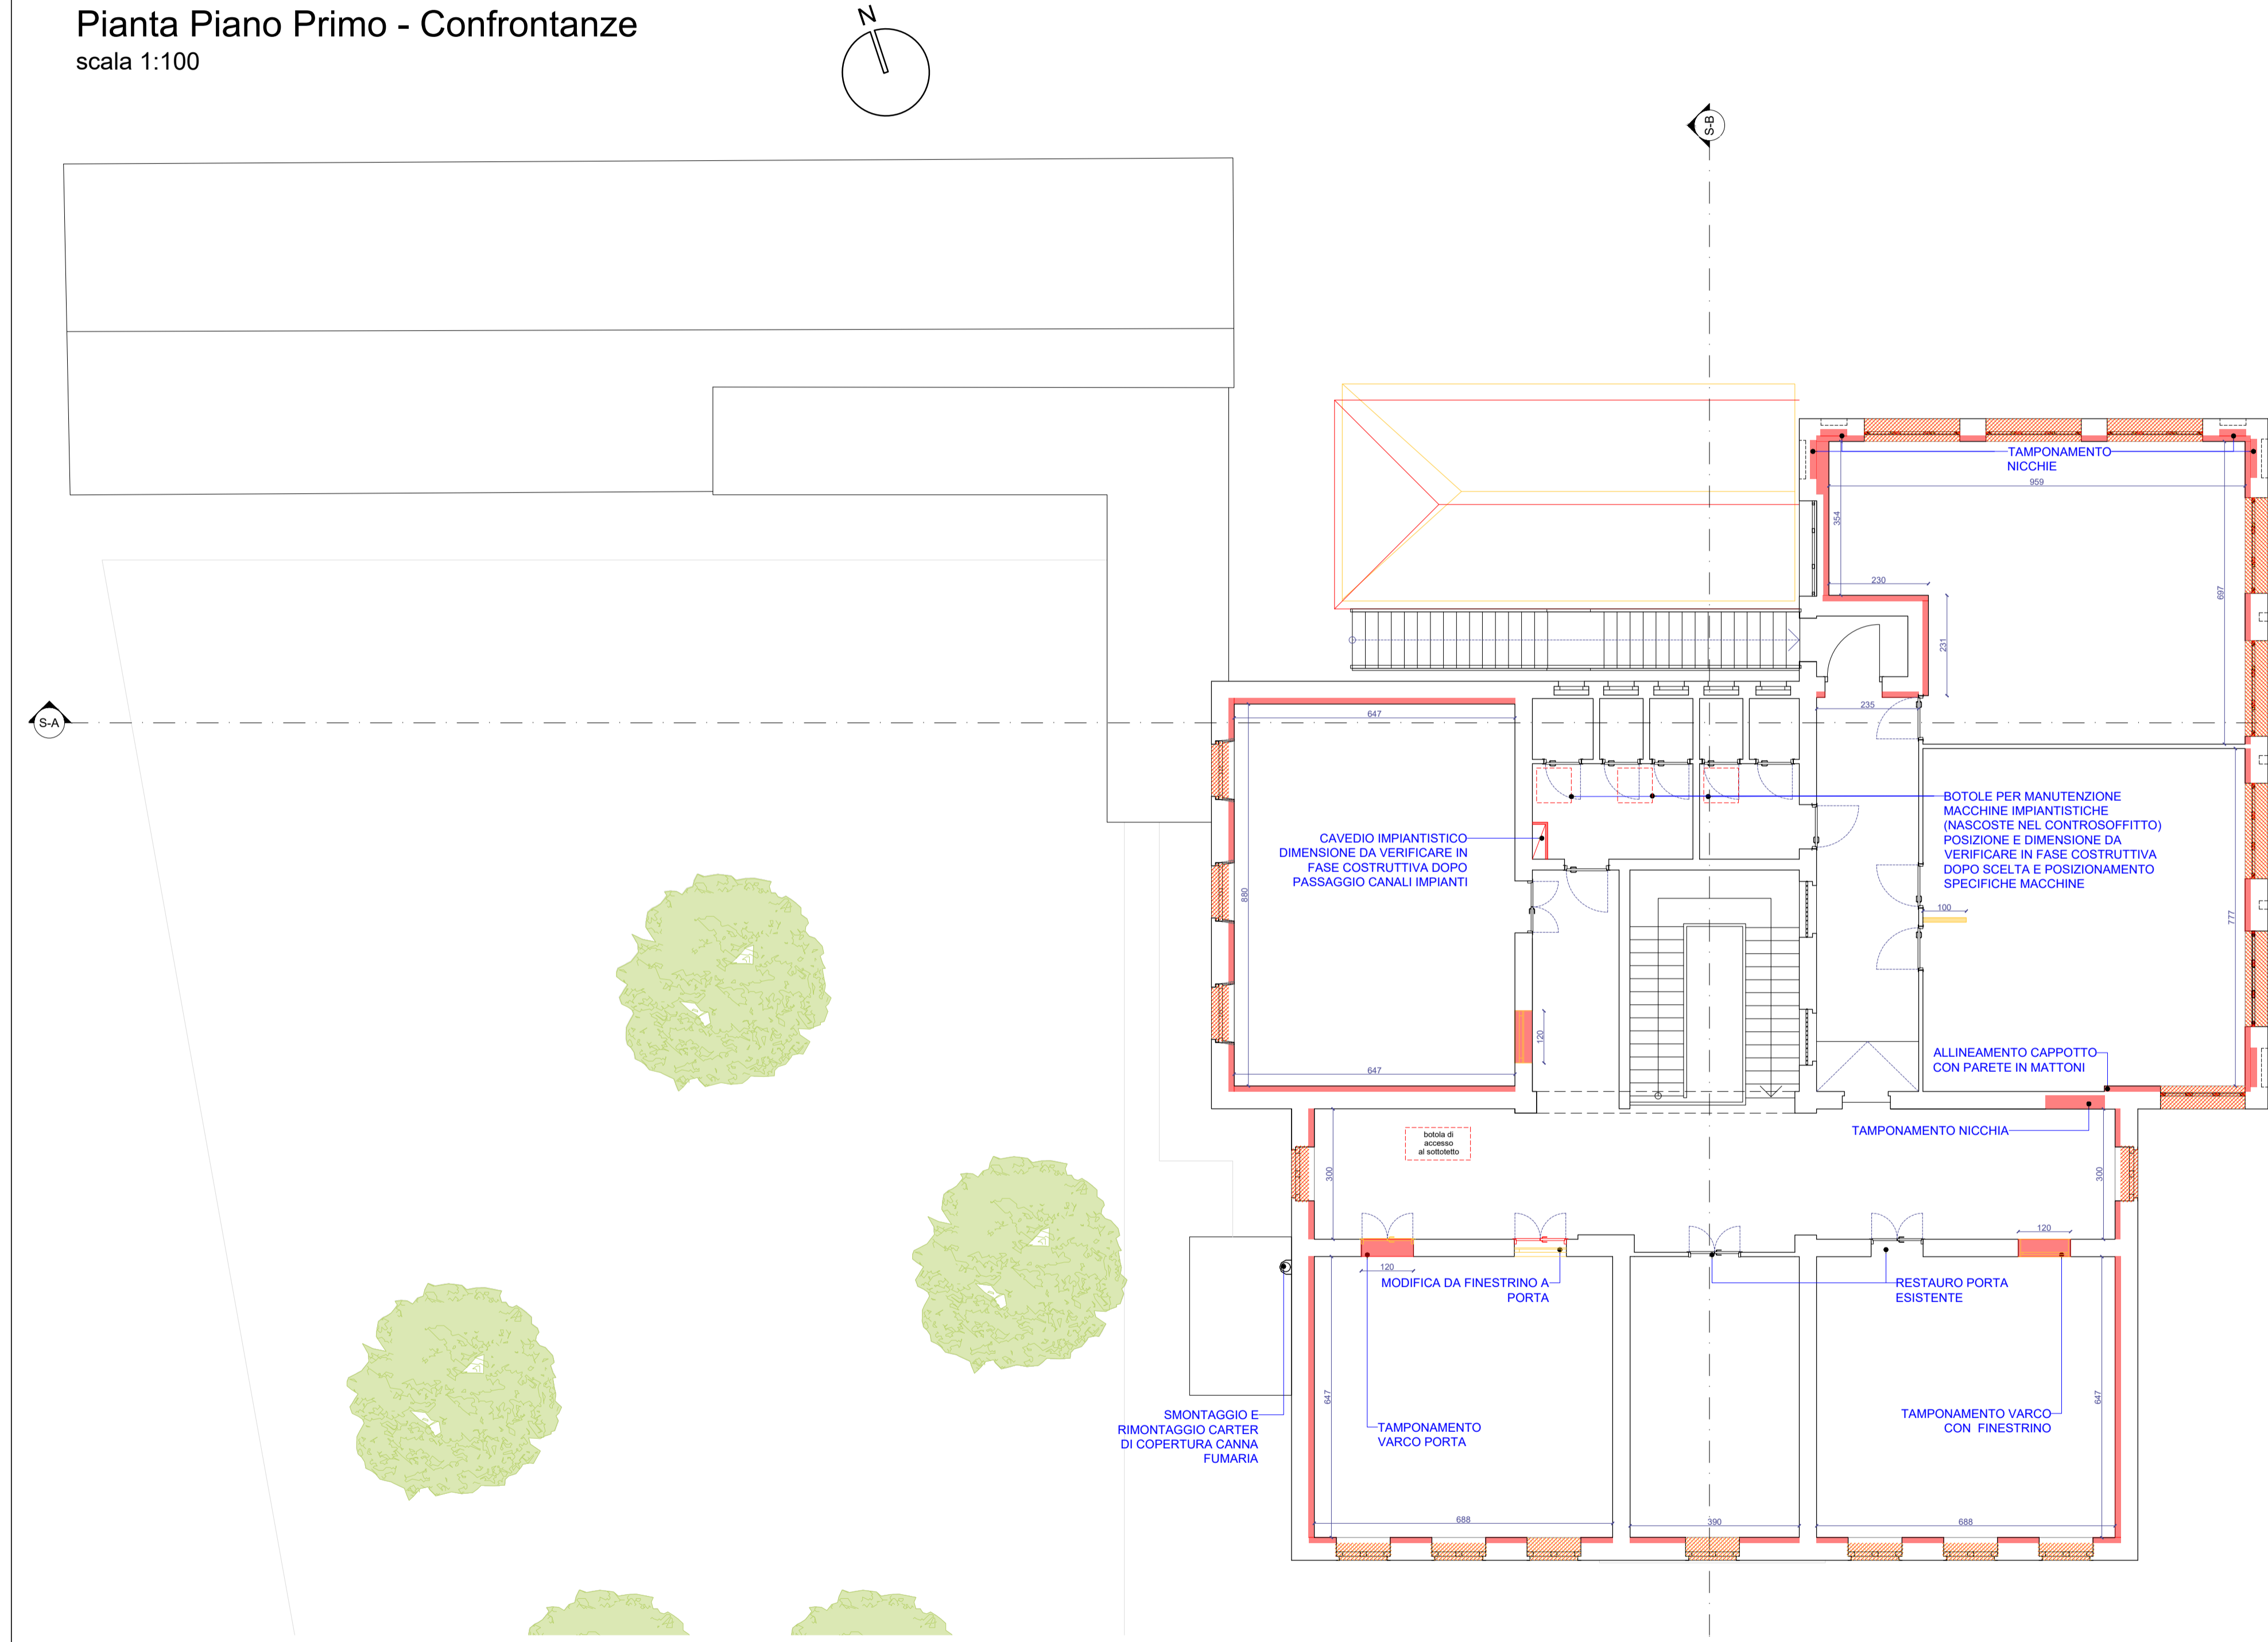 Pianta Piano Primo - Confrontanze
scala 1:100
N
S-B
TAMPONAMENTO
NICCHIE
959
354
230
697
231
S-A
647
235
BOTOLE PER MANUTENZIONE
MACCHINE IMPIANTISTICHE
(NASCOSTE NEL CONTROSOFFITTO)
POSIZIONE E DIMENSIONE DA
VERIFICARE IN FASE COSTRUTTIVA
DOPO SCELTA E POSIZIONAMENTO
SPECIFICHE MACCHINE
CAVEDIO IMPIANTISTICO
DIMENSIONE DA VERIFICARE IN
FASE COSTRUTTIVA DOPO
PASSAGGIO CANALI IMPIANTI
880
100
777
120
647
ALLINEAMENTO CAPPOTTO
CON PARETE IN MATTONI
TAMPONAMENTO NICCHIA
botola di
accesso
al sottotetto
300
300
120
120
MODIFICA DA FINESTRINO A
PORTA
RESTAURO PORTA
ESISTENTE
647
647
SMONTAGGIO E
RIMONTAGGIO CARTER
DI COPERTURA CANNA
FUMARIA
TAMPONAMENTO
VARCO PORTA
TAMPONAMENTO VARCO
CON FINESTRINO
688
390
688